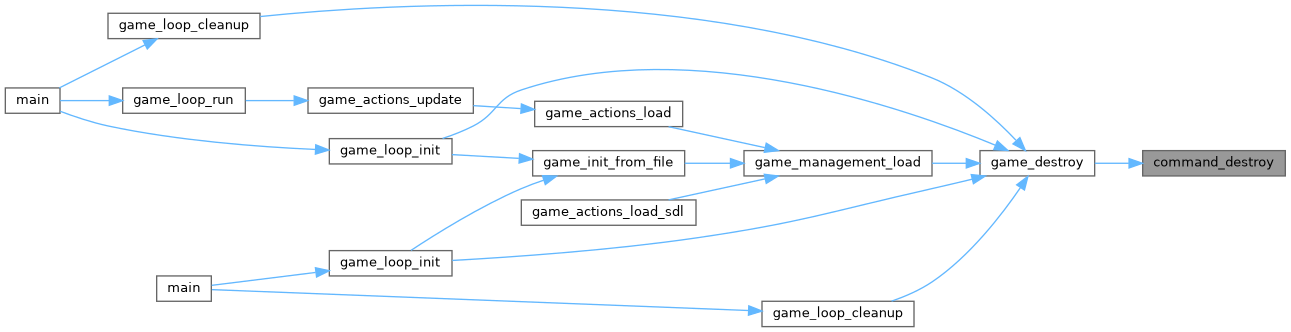 game_loop_cleanup
main
game_loop_run
game_actions_update
game_actions_load
game_loop_init
game_init_from_file
game_management_load
game_destroy
command_destroy
game_actions_load_sdl
game_loop_init
main
game_loop_cleanup